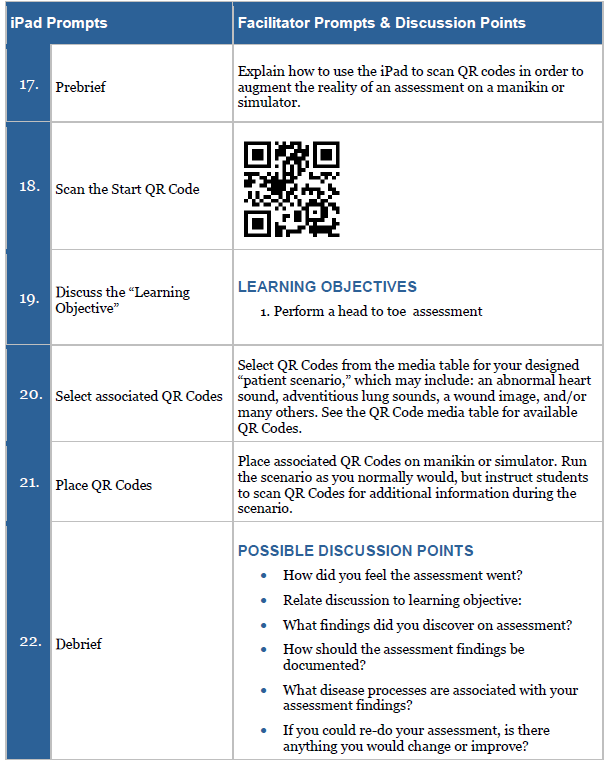 iPad Prompts
Facilitator Prompts & Discussion Points
17.
Prebrief
Explain how to use the iPad to scan QR codes in order to
augment the reality of an assessment on a manikin or
simulator.
18.
Scan the Start QR Code
19.
Discuss the “Learning
Objective”
LEARNING OBJECTIVES
1. Perform a head to toe  assessment
20.
Select associated QR Codes
Select QR Codes from the media table for your designed
“patient scenario,” which may include: an abnormal heart
sound, adventitious lung sounds, a wound image, and/or
many others. See the QR Code media table for available
QR Codes.
21.
Place QR Codes
Place associated QR Codes on manikin or simulator. Run
the scenario as you normally would, but instruct students
to scan QR Codes for additional information during the
scenario.
22.
Debrief
POSSIBLE DISCUSSION POINTS
• How did you feel the assessment went?
• Relate discussion to learning objective:
• What findings did you discover on assessment?
• How should the assessment findings be
documented?
• What disease processes are associated with your
assessment findings?
• If you could re-do your assessment, is there
anything you would change or improve?